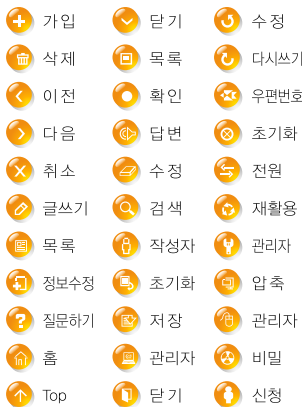 가입 닫기 수정
삭제 목록 다시쓰기
이전 확인 우편번호
다음 답변 초기화
취소 수정 전원
글쓰기 검색 재활용
목록 작성자 관리자
정보수정 초기화 압축
질문하기 저장 관리자
홈 관리자 비밀
Top 닫기 신청